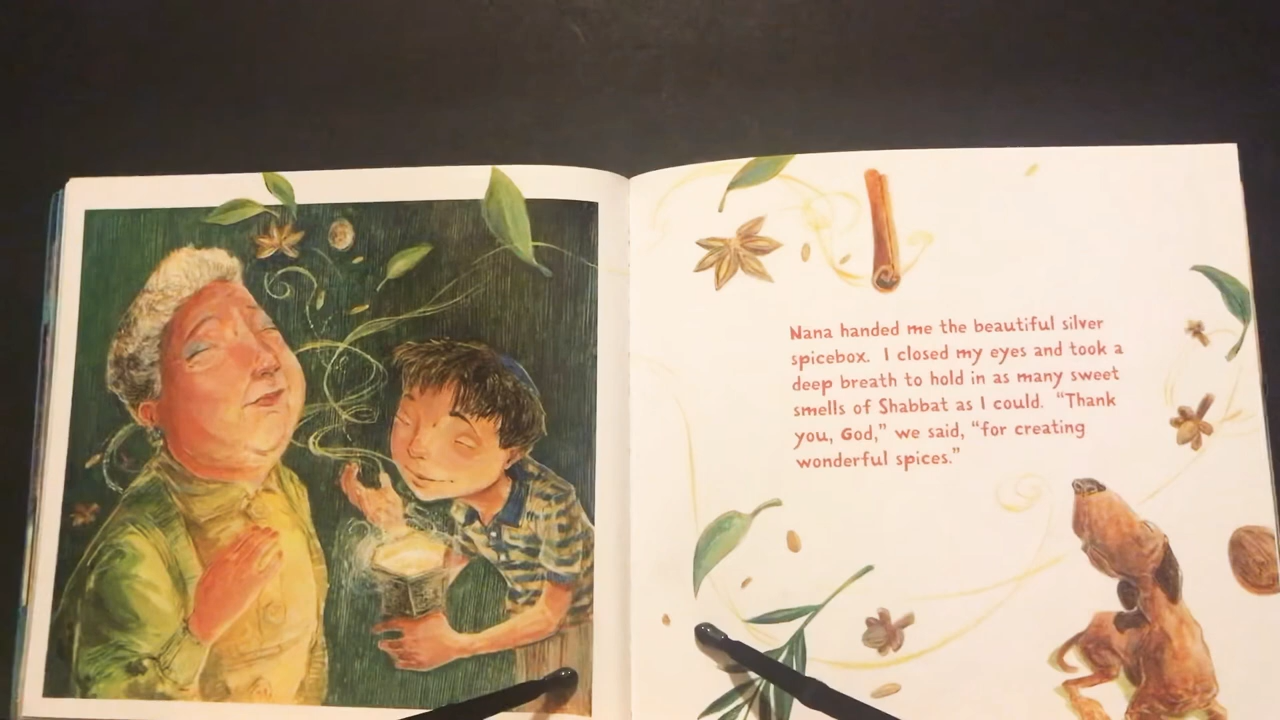 Nana handed me the beautiful silver
spicebox. I closed my eyes and took a
deep breath to hold in as many sweet
smells of Shabbat as I could. “Thank
you, God,” we said, “for creating
wonderful spices.”